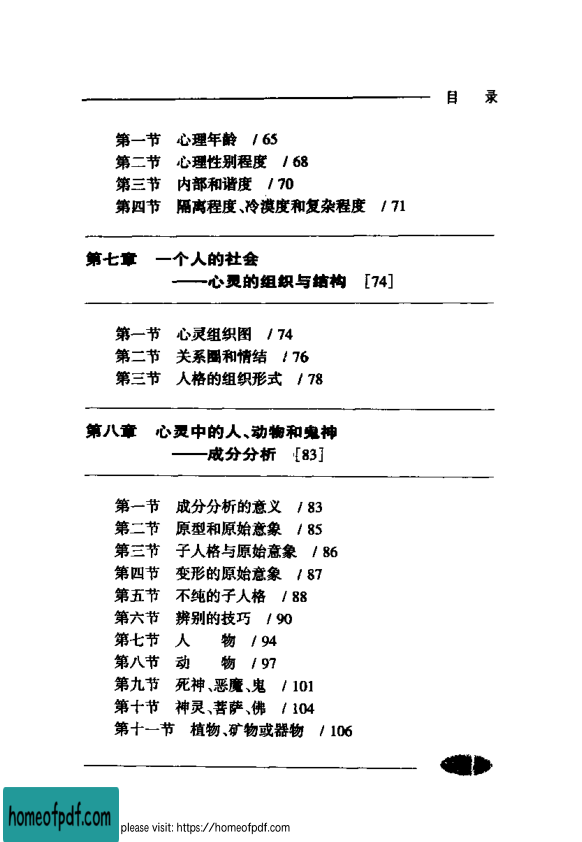 目 录
第一节 心理年龄 / 65
第二节 心理性别程度 / 68
第三节 内部和谐度 / 70
第四节 隔离程度、冷漠度和复杂程度 / 71
第七章 一个人的社会
——心灵的组织与结构 [74]
第一节 心灵组织图 / 74
第二节 关系圈和情结 / 76
第三节 人格的组织形式 / 78
第八章 心灵中的人、动物和鬼神
——成分分析 [83]
第一节 成分分析的意义 / 83
第二节 原型和原始意象 / 85
第三节 子人格与原始意象 / 86
第四节 变形的原始意象 / 87
第五节 不纯的子人格 / 88
第六节 辨别的技巧 / 90
第七节 人 物 / 94
第八节 动 物 / 97
第九节 死神、恶魔、鬼 / 101
第十节 神灵、菩萨、佛 / 104
第十一节 植物、矿物或器物 / 106
homeofpdf.com
please visit: https://homeofpdf.com